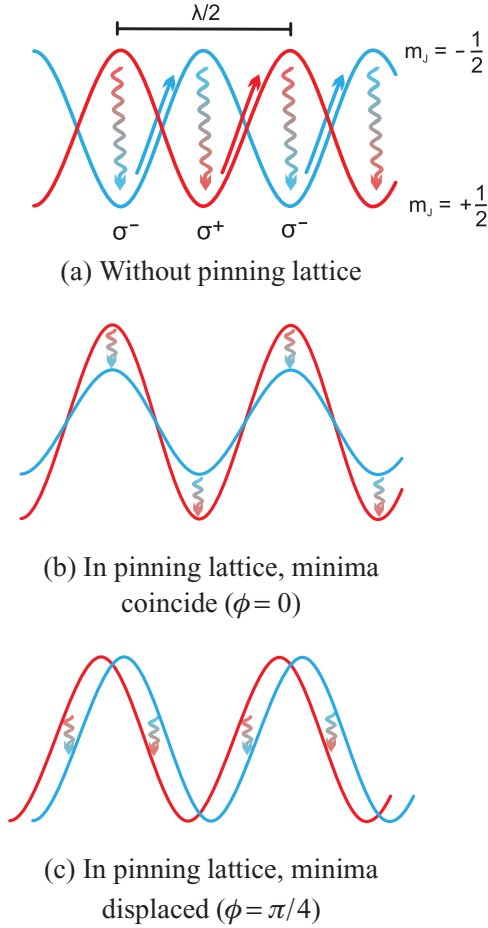 λ/2
m_J = -1/2
m_J = +1/2
σ⁻ σ⁺ σ⁻
(a) Without pinning lattice
(b) In pinning lattice, minima
coincide (ϕ = 0)
(c) In pinning lattice, minima
displaced (ϕ = π/4)